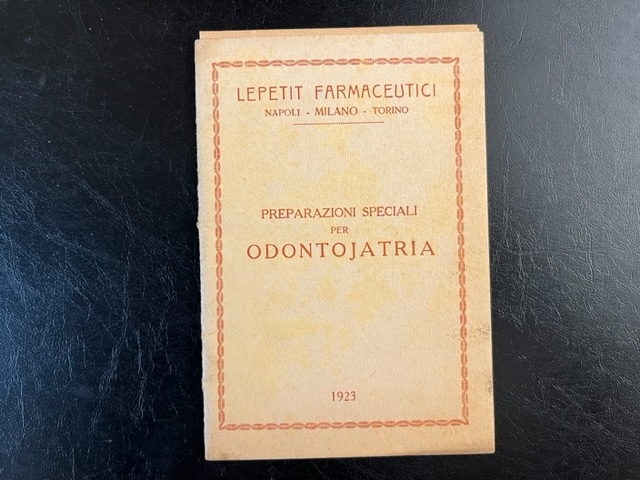 LEPETIT FARMACEUTICI
NAPOLI - MILANO - TORINO
PREPARAZIONI SPECIALI
PER
ODONTOJATRIA
1923